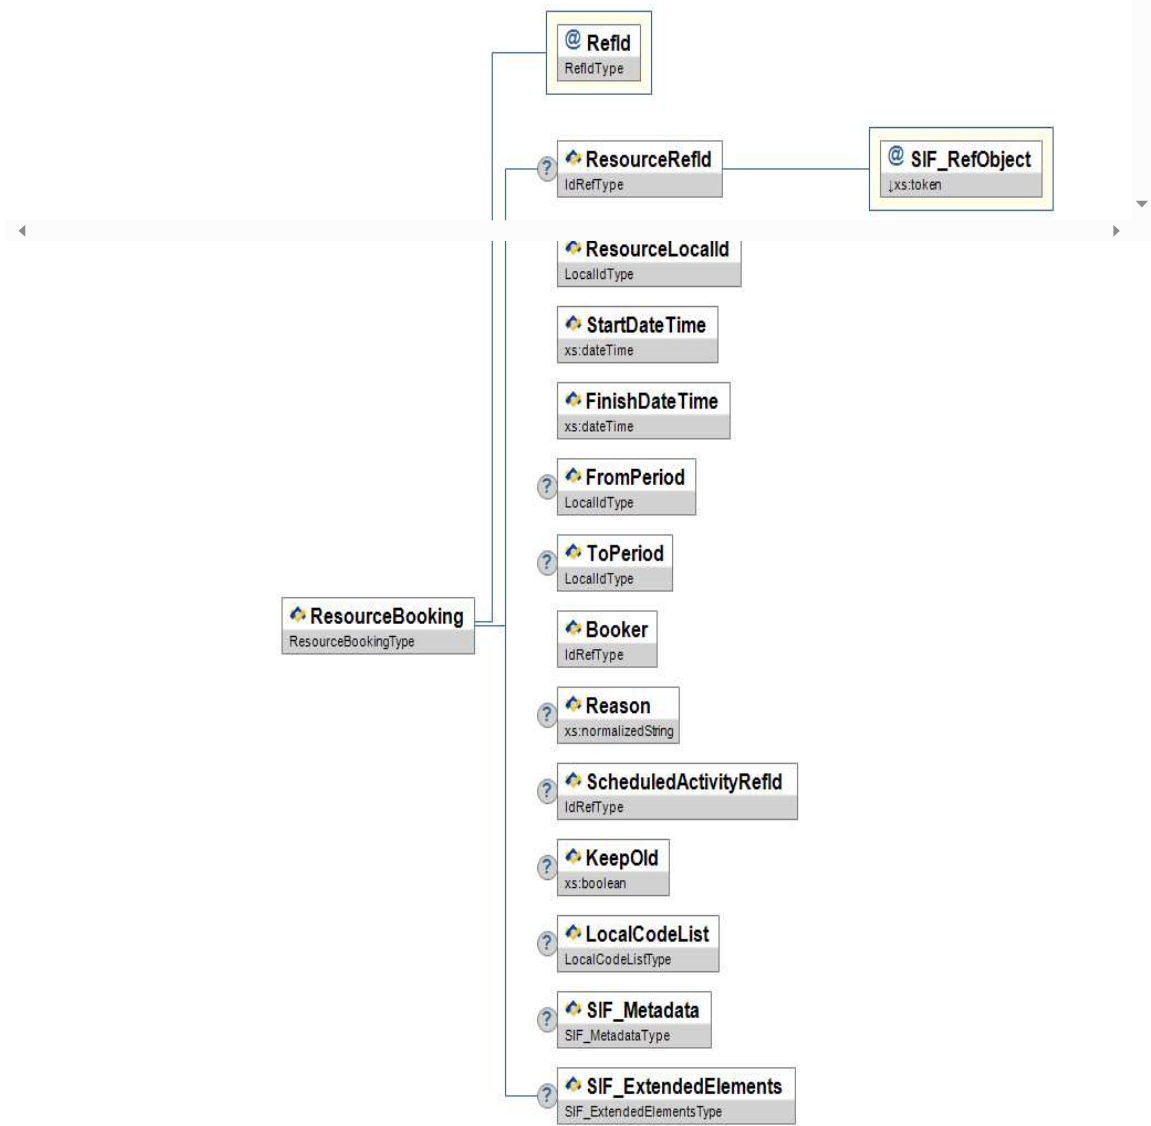 @ RefId
RefIdType
? ResourceRefId
IdRefType
@ SIF_RefObject
↓xs:token
ResourceLocalId
LocalIdType
StartDateTime
xs:dateTime
FinishDateTime
xs:dateTime
? FromPeriod
LocalIdType
? ToPeriod
LocalIdType
ResourceBooking
ResourceBookingType
Booker
IdRefType
? Reason
xs:normalizedString
? ScheduledActivityRefId
IdRefType
? KeepOld
xs:boolean
? LocalCodeList
LocalCodeListType
? SIF_Metadata
SIF_MetadataType
? SIF_ExtendedElements
SIF_ExtendedElementsType